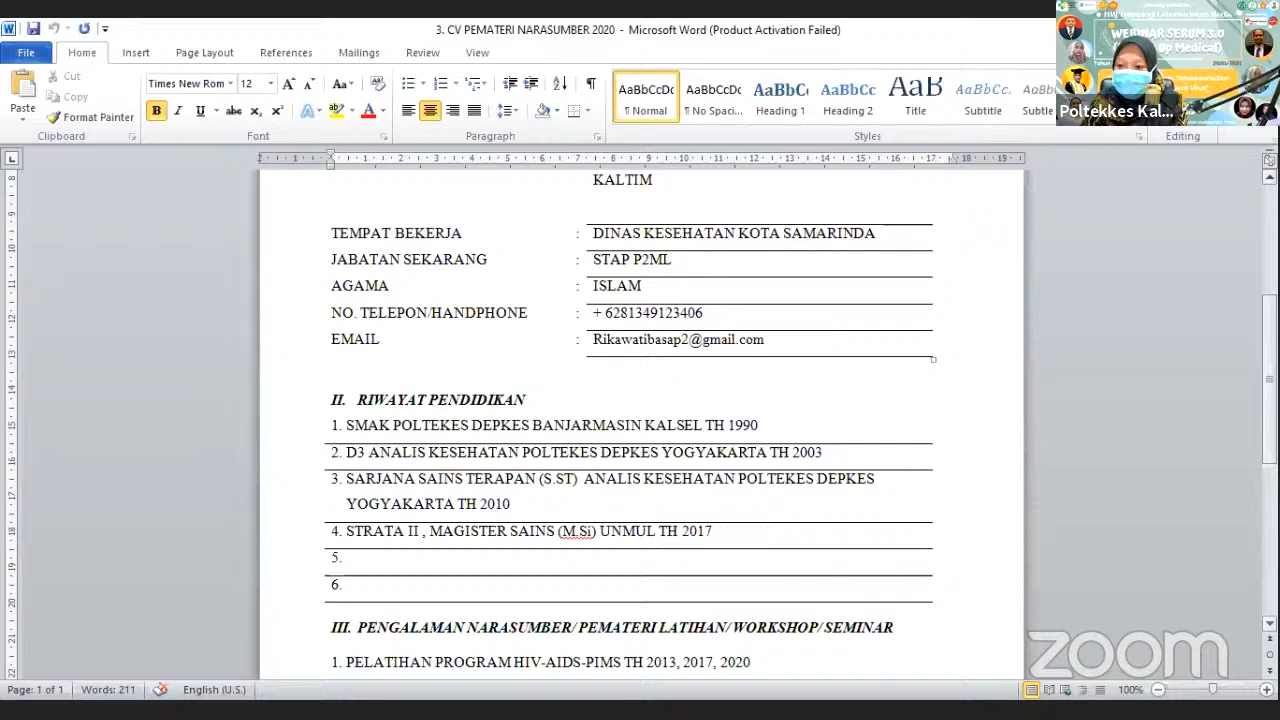 3. CV PEMATERI NARASUMBER 2020 - Microsoft Word (Product Activation Failed)
File Home Insert Page Layout References Mailings Review View
WEBINAR SERUM 3.0
2020/2021
Poltekkes Kal...
Paste
Cut
Copy
Format Painter
Clipboard
Times New Rom 12
Font
Paragraph
AaBbCcDc AaBbCcDc AaBbCc AaBbCc AaB AaBbCc.
¶ Normal ¶ No Spaci... Heading 1 Heading 2 Title Subtitle Subtle
Styles
Editing
KALTIM
TEMPAT BEKERJA : DINAS KESEHATAN KOTA SAMARINDA
JABATAN SEKARANG : STAP P2ML
AGAMA : ISLAM
NO. TELEPON/HANDPHONE : + 6281349123406
EMAIL : Rikawatibasap2@gmail.com
II. RIWAYAT PENDIDIKAN
1. SMAK POLTEKES DEPKES BANJARMASIN KALSEL TH 1990
2. D3 ANALIS KESEHATAN POLTEKES DEPKES YOGYAKARTA TH 2003
3. SARJANA SAINS TERAPAN (S.ST) ANALIS KESEHATAN POLTEKES DEPKES
YOGYAKARTA TH 2010
4. STRATA II , MAGISTER SAINS (M.Si) UNMUL TH 2017
5.
6.
III. PENGALAMAN NARASUMBER/ PEMATERI LATIHAN/ WORKSHOP/ SEMINAR
1. PELATIHAN PROGRAM HIV-AIDS-PIMS TH 2013, 2017, 2020
zoom
Page: 1 of 1 Words: 211 English (U.S.) 100%